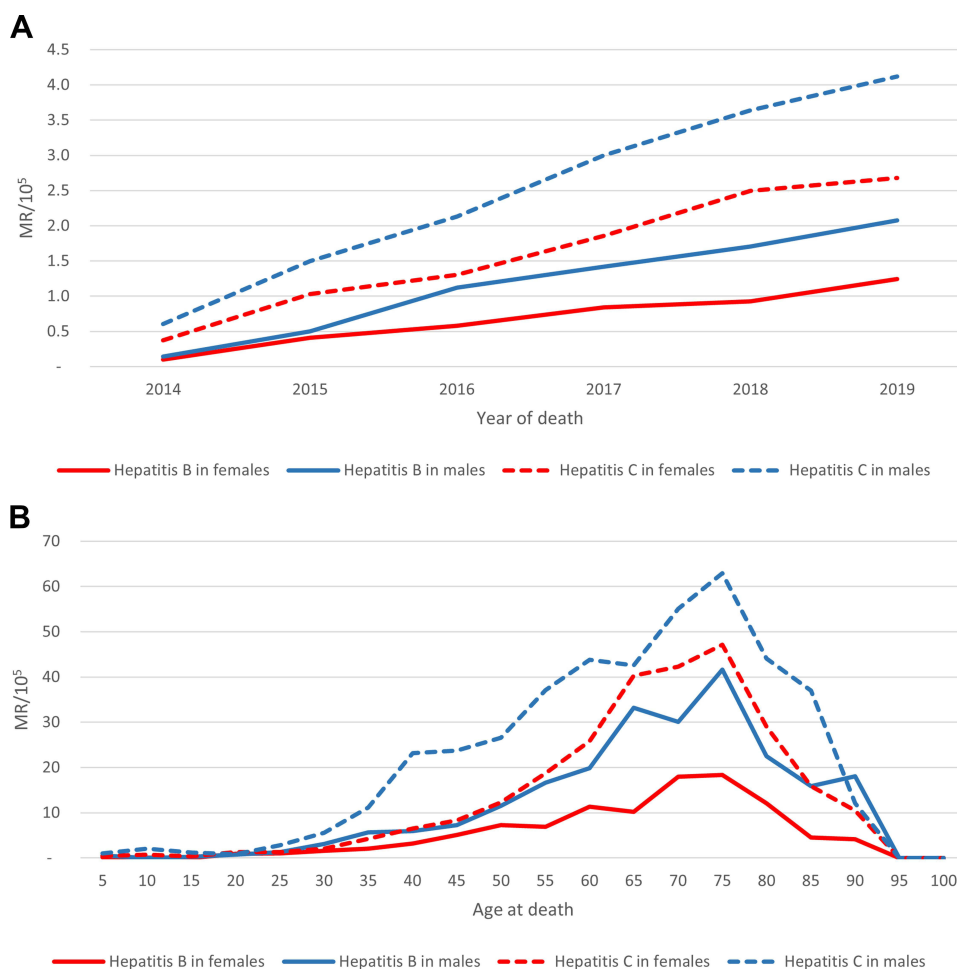 A
4.5
4.0
3.5
3.0
2.5
2.0
1.5
1.0
0.5
-
MR/10⁵
2014 2015 2016 2017 2018 2019
Year of death
Hepatitis B in females Hepatitis B in males Hepatitis C in females Hepatitis C in males
B
70
60
50
40
30
20
10
-
MR/10⁵
5 10 15 20 25 30 35 40 45 50 55 60 65 70 75 80 85 90 95 100
Age at death
Hepatitis B in females Hepatitis B in males Hepatitis C in females Hepatitis C in males